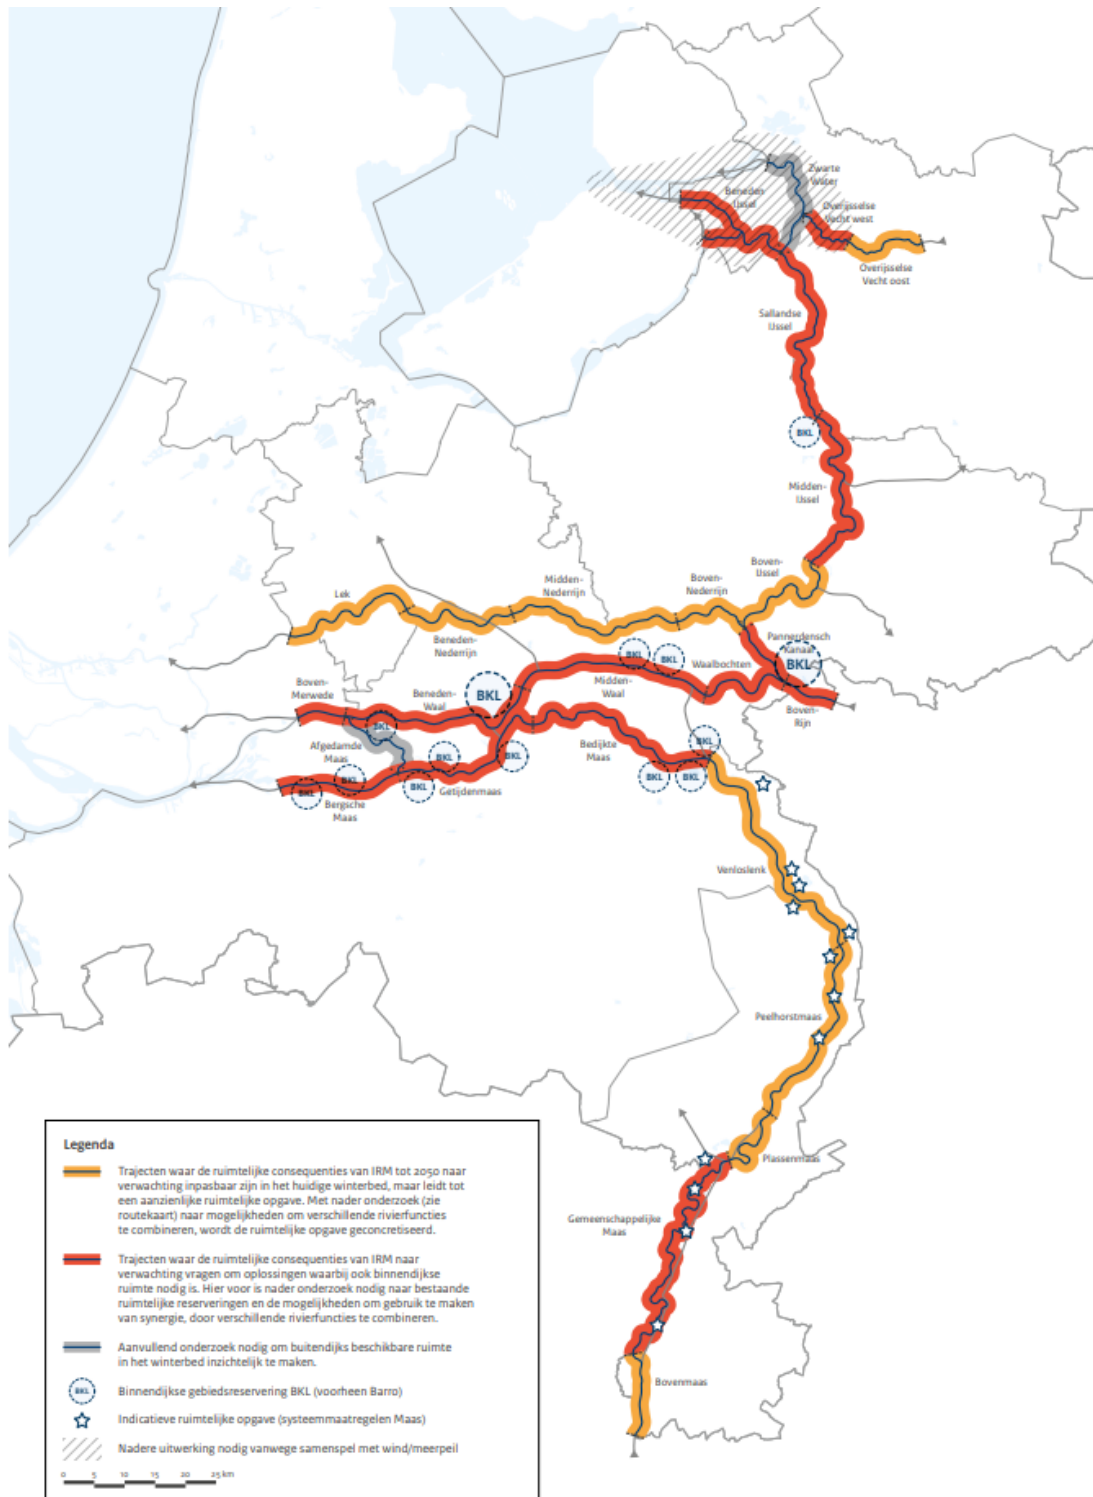 Zwarte
Water
Beneden
IJssel
Overijsselse
Vecht west
Overijsselse
Vecht oost
Sallandse
IJssel
BKL
Midden-
IJssel
Boven-
IJssel
Midden-
Nederrijn
Boven-
Nederrijn
Lek
Beneden-
Nederrijn
Pannerdensch
Kanaal
BKL
BKL
BKL
Waalbochten
Boven-
Merwede
Beneden-
Waal
BKL
Midden-
Waal
Boven-
Rijn
BKL
Afgedamde
Maas
BKL
BKL
Bedijkte
Maas
BKL
BKL
BKL
BKL
BKL
BKL
Getijdenmaas
BKL
Bergsche
Maas
Venloslenk
Peelhorstmaas
Plassenmaas
Gemeenschappelijke
Maas
Bovenmaas
Legenda
Trajecten waar de ruimtelijke consequenties van IRM tot 2050 naar
verwachting inpasbaar zijn in het huidige winterbed, maar leidt tot
een aanzienlijke ruimtelijke opgave. Met nader onderzoek (zie
routekaart) naar mogelijkheden om verschillende rivierfuncties
te combineren, wordt de ruimtelijke opgave geconcretiseerd.
Trajecten waar de ruimtelijke consequenties van IRM naar
verwachting vragen om oplossingen waarbij ook binnendijkse
ruimte nodig is. Hier voor is nader onderzoek nodig naar bestaande
ruimtelijke reserveringen en de mogelijkheden om gebruik te maken
van synergie, door verschillende rivierfuncties te combineren.
Aanvullend onderzoek nodig om buitendijks beschikbare ruimte
in het winterbed inzichtelijk te maken.
BKL Binnendijkse gebiedsreservering BKL (voorheen Barro)
Indicatieve ruimtelijke opgave (systeemmaatregelen Maas)
Nadere uitwerking nodig vanwege samenspel met wind/meerpeil
0 5 10 15 20 25 km